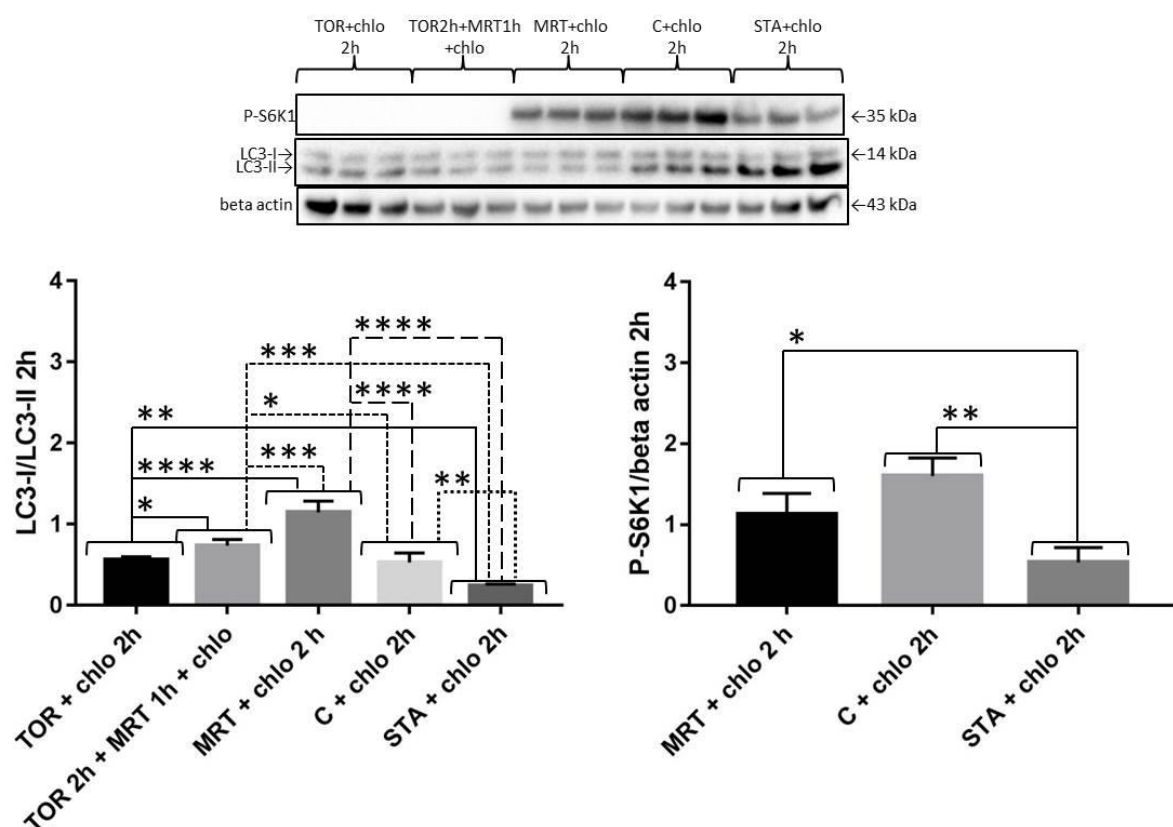 TOR+chlo 2h
TOR2h+MRT1h +chlo
MRT+chlo 2h
C+chlo 2h
STA+chlo 2h
P-S6K1
←35 kDa
LC3-I→
←14 kDa
LC3-II→
beta actin
←43 kDa
LC3-I/LC3-II 2h
4
3
2
1
0
****
***
****
*
**
***
****
**
*
TOR + chlo 2h
TOR 2h + MRT 1h + chlo
MRT + chlo 2 h
C + chlo 2h
STA + chlo 2h
P-S6K1/beta actin 2h
4
3
2
1
0
*
**
MRT + chlo 2 h
C + chlo 2h
STA + chlo 2h